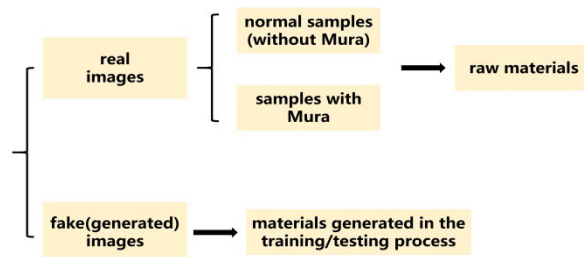 real
images
normal samples
(without Mura)
raw materials
samples with
Mura
fake(generated)
images
materials generated in the
training/testing process